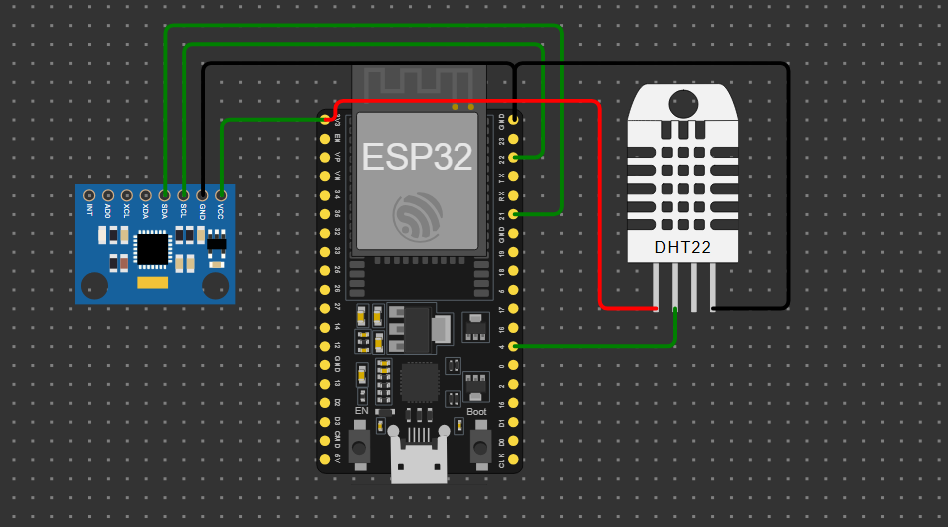 INT
AD0
XCL
XDA
SDA
SCL
GND
VCC
3V3
EN
VP
VN
34
35
32
33
25
26
27
14
12
GND
13
D2
D3
CMD
5V
ESP32
EN
Boot
GND
23
22
TX
RX
21
GND
19
18
5
17
16
4
0
2
15
D1
D0
CLK
DHT22